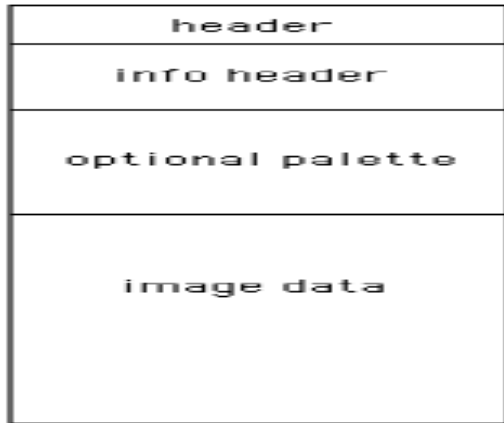 header
info header
optional palette
image data